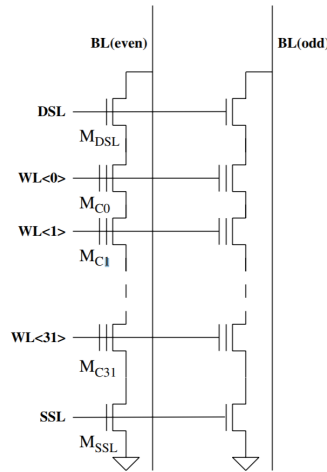 BL(even)
BL(odd)
DSL
MDSL
WL<0>
MC0
WL<1>
MC1
WL<31>
MC31
SSL
MSSL